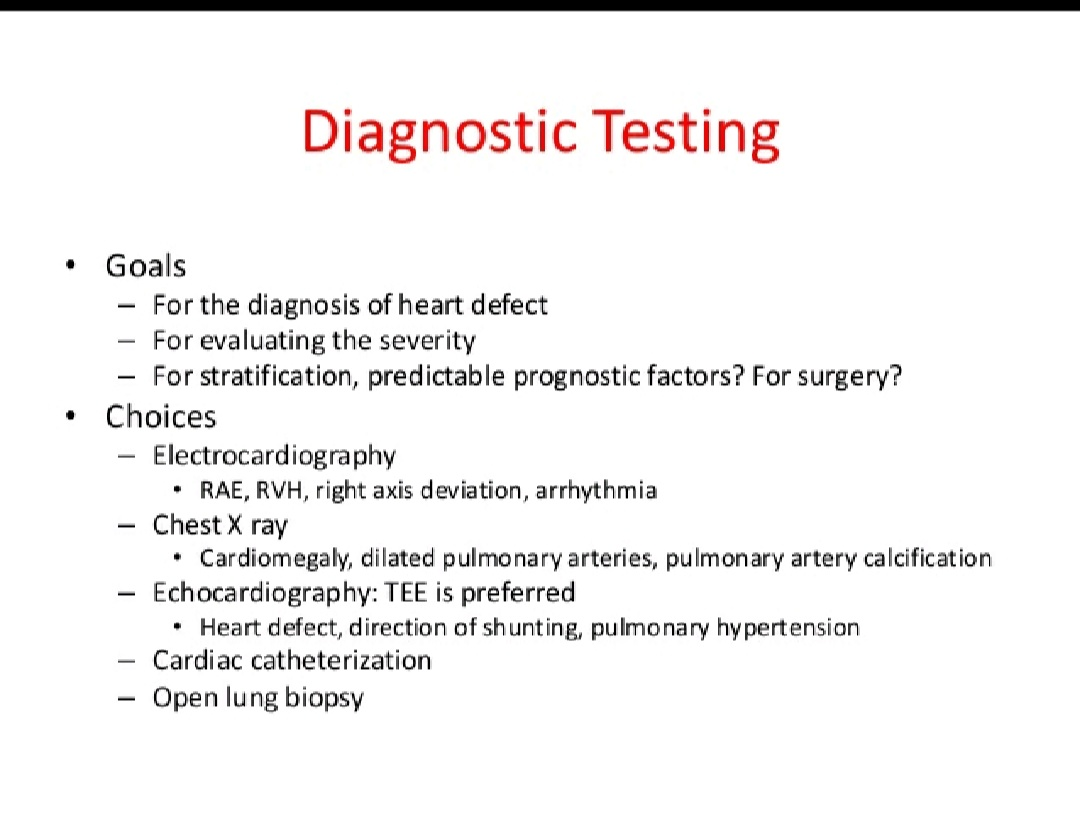 Diagnostic Testing
• Goals
– For the diagnosis of heart defect
– For evaluating the severity
– For stratification, predictable prognostic factors? For surgery?
• Choices
– Electrocardiography
• RAE, RVH, right axis deviation, arrhythmia
– Chest X ray
• Cardiomegaly, dilated pulmonary arteries, pulmonary artery calcification
– Echocardiography: TEE is preferred
• Heart defect, direction of shunting, pulmonary hypertension
– Cardiac catheterization
– Open lung biopsy